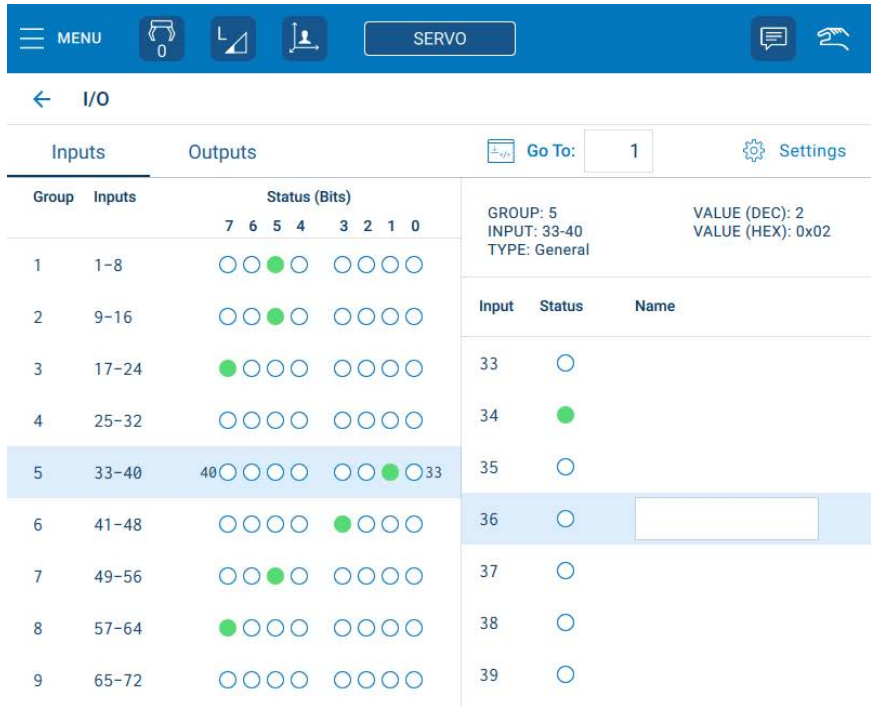 MENU
0
L
SERVO
I/O
Inputs Outputs
Go To: 1 Settings
Group Inputs Status (Bits)
7 6 5 4 3 2 1 0
1 1-8
2 9-16
3 17-24
4 25-32
5 33-40 40 33
6 41-48
7 49-56
8 57-64
9 65-72
GROUP: 5 VALUE (DEC): 2
INPUT: 33-40 VALUE (HEX): 0x02
TYPE: General
Input Status Name
33
34
35
36
37
38
39